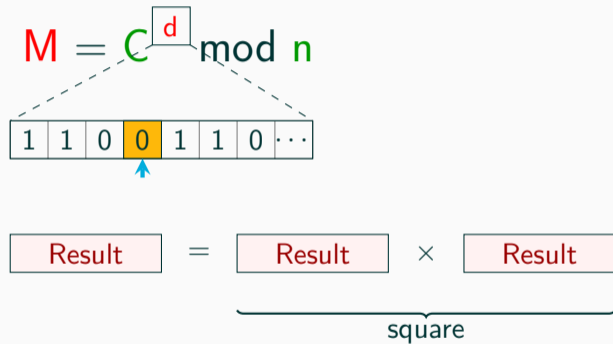 M = C^d mod n
1 1 0 0 1 1 0 ...
Result = Result × Result
square